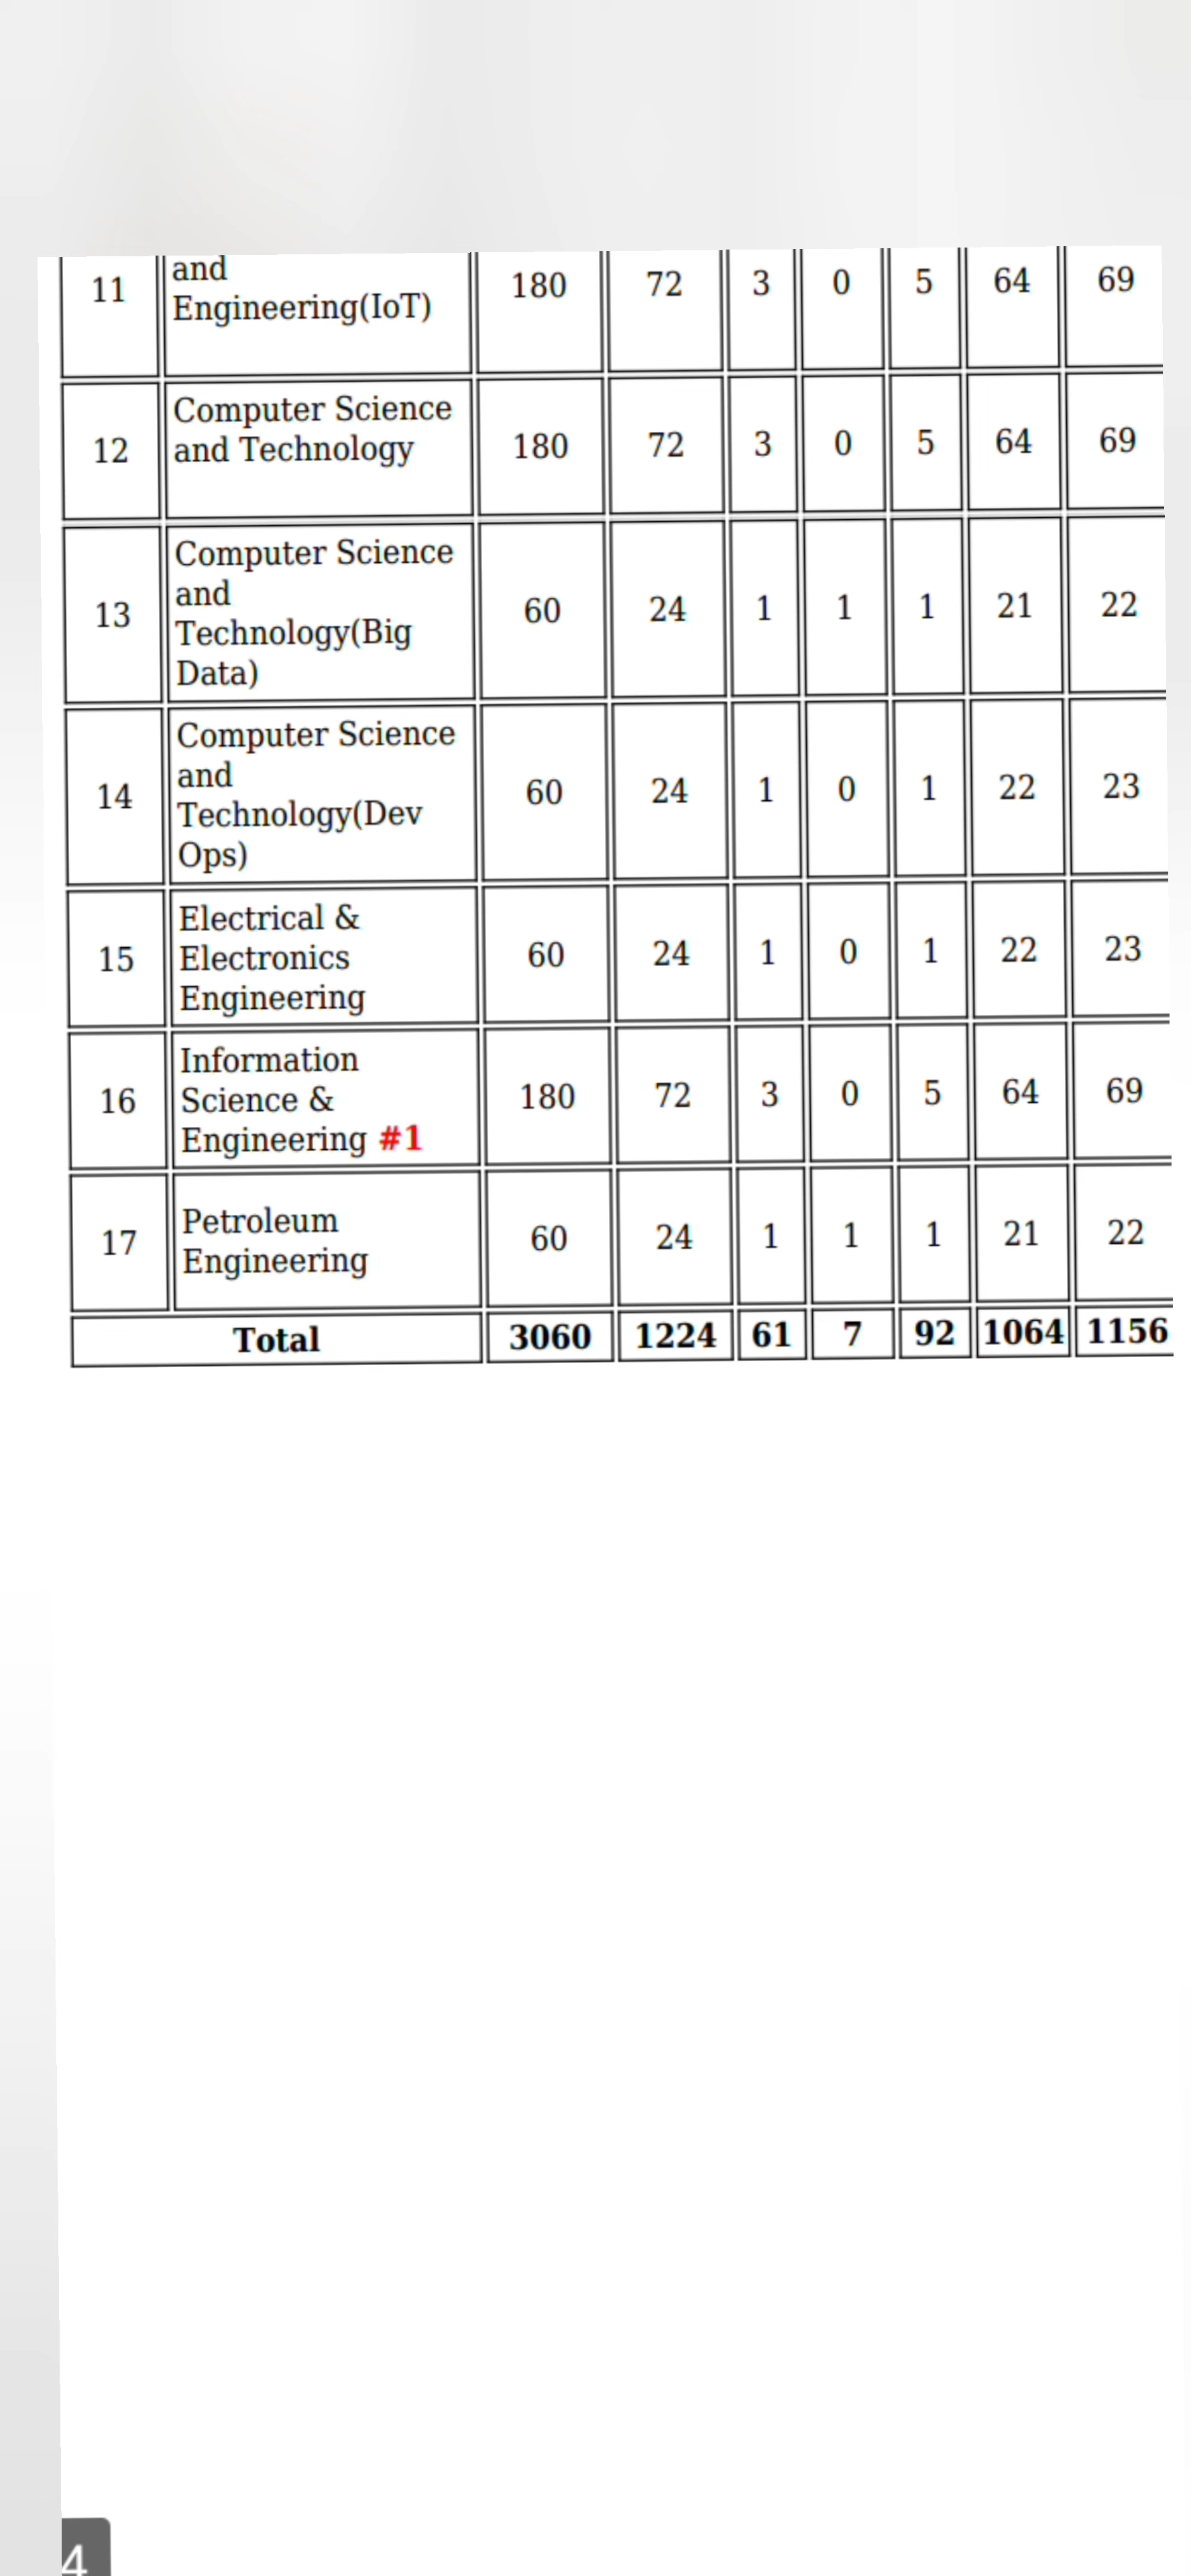 11 and Engineering(IoT) 180 72 3 0 5 64 69
12 Computer Science and Technology 180 72 3 0 5 64 69
13 Computer Science and Technology(Big Data) 60 24 1 1 1 21 22
14 Computer Science and Technology(Dev Ops) 60 24 1 0 1 22 23
15 Electrical & Electronics Engineering 60 24 1 0 1 22 23
16 Information Science & Engineering #1 180 72 3 0 5 64 69
17 Petroleum Engineering 60 24 1 1 1 21 22
Total 3060 1224 61 7 92 1064 1156
4